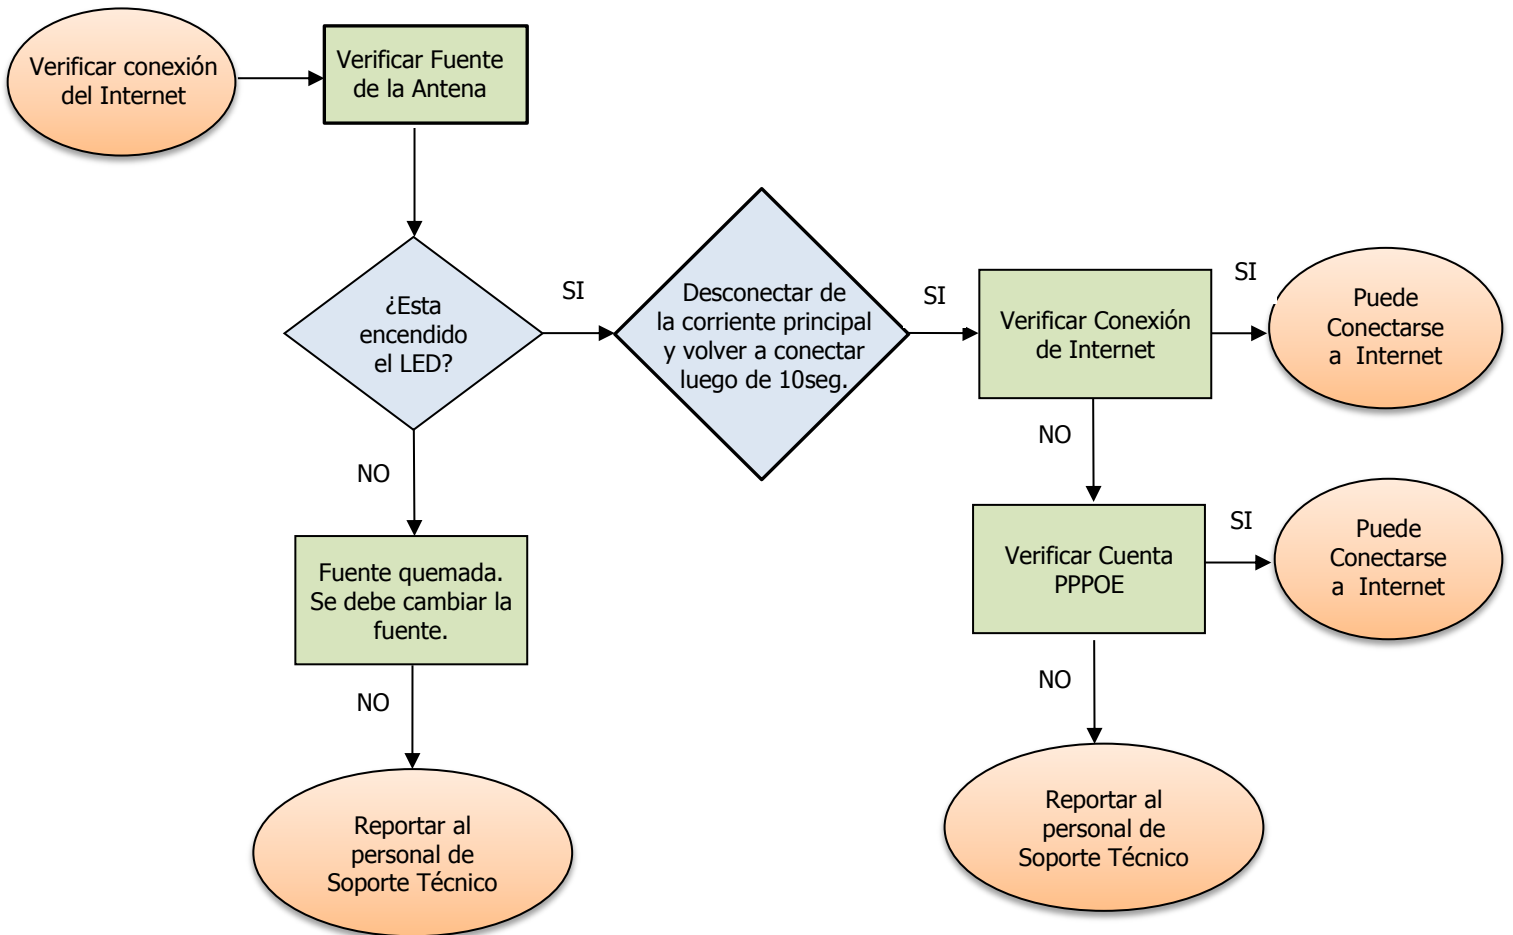 Verificar conexión
del Internet
Verificar Fuente
de la Antena
¿Esta
encendido
el LED?
SI
Desconectar de
la corriente principal
y volver a conectar
luego de 10seg.
SI
Verificar Conexión
de Internet
SI
Puede
Conectarse
a Internet
NO
NO
Fuente quemada.
Se debe cambiar la
fuente.
Verificar Cuenta
PPPOE
SI
Puede
Conectarse
a Internet
NO
NO
Reportar al
personal de
Soporte Técnico
Reportar al
personal de
Soporte Técnico